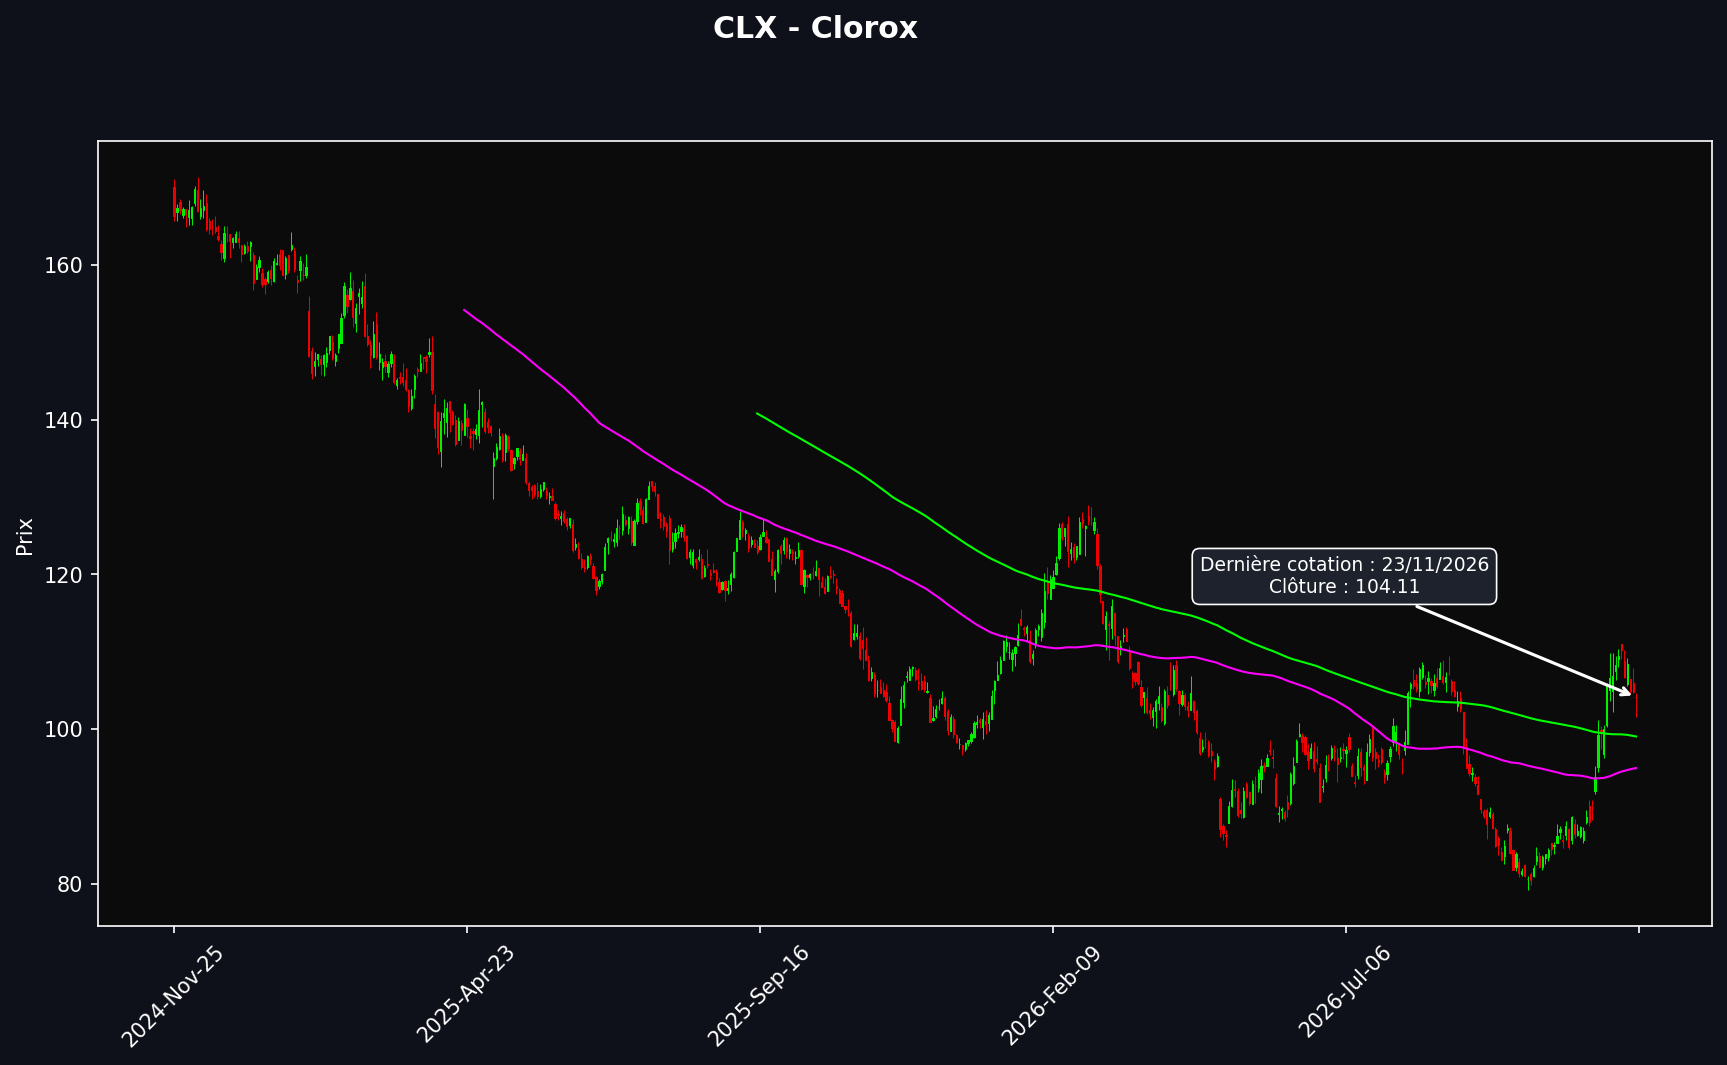 CLX - Clorox
Prix
160
140
120
100
80
Dernière cotation : 23/11/2026
Clôture : 104.11
2024-Nov-25
2025-Apr-23
2025-Sep-16
2026-Feb-09
2026-Jul-06